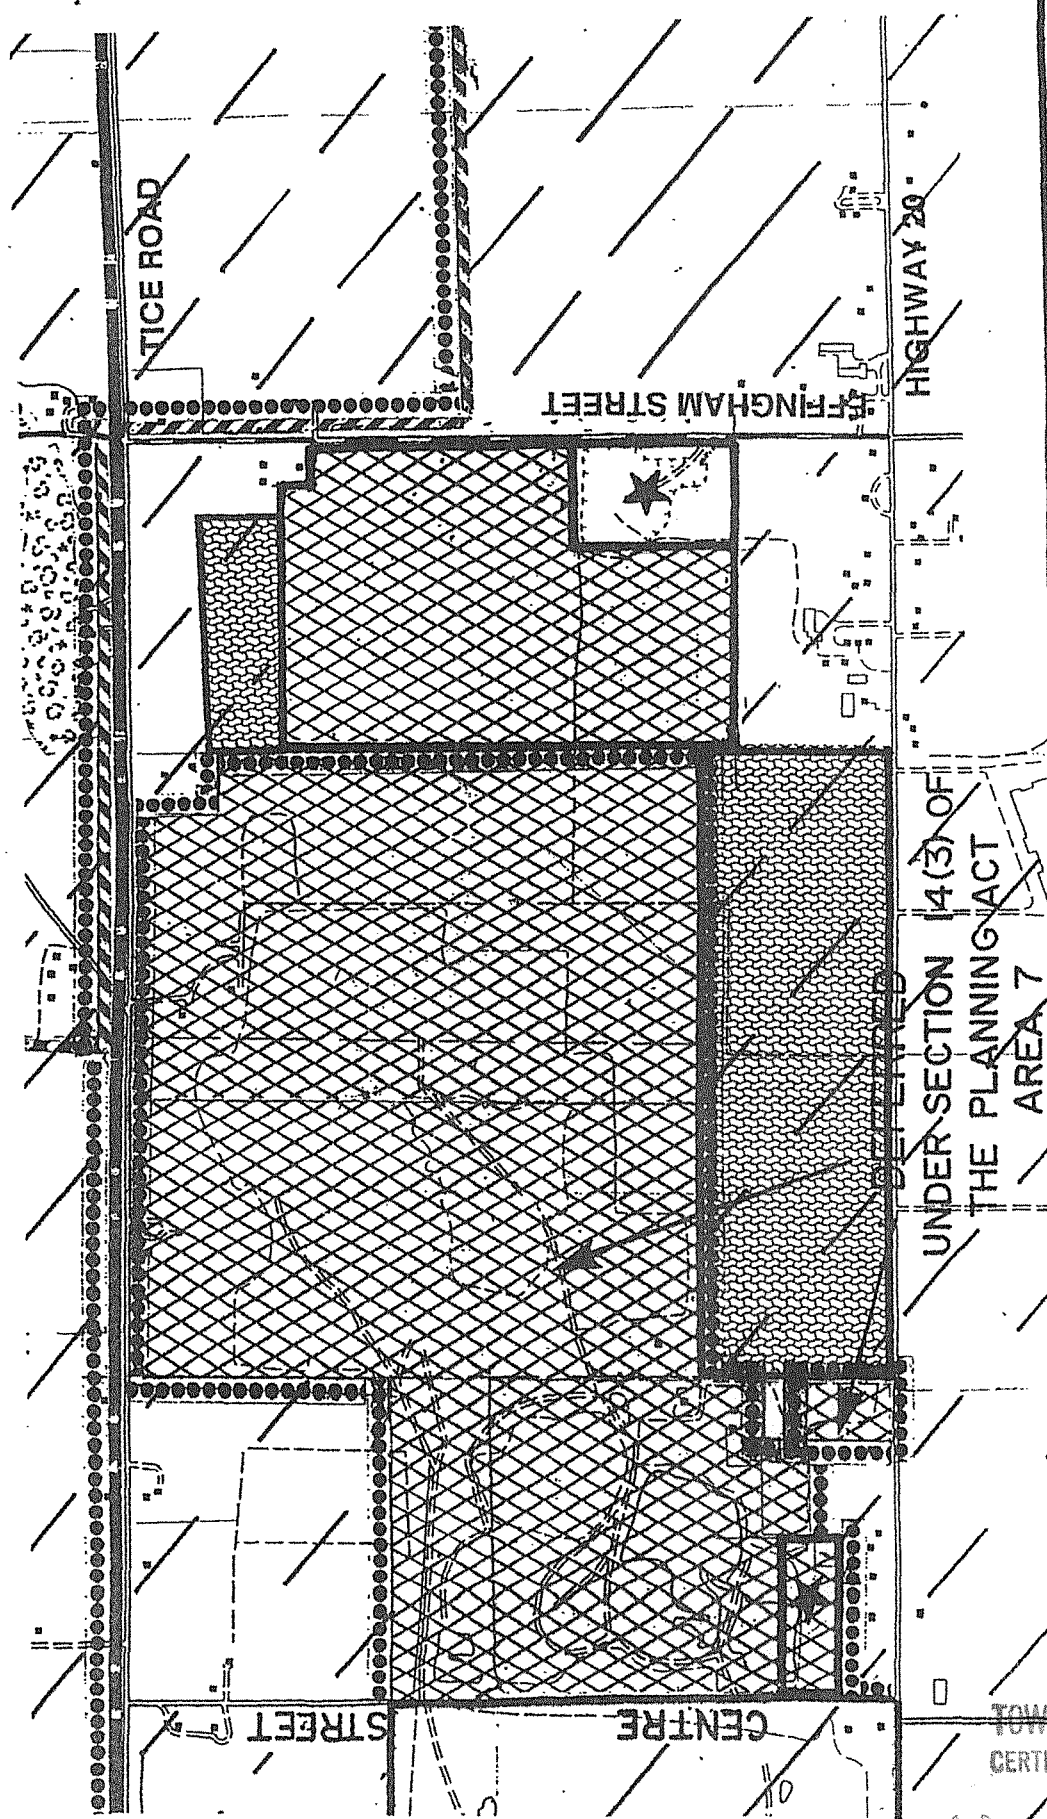 TICE ROAD
EFFINGHAM STREET
HIGHWAY 20
DEFERRED
UNDER SECTION 14(3) OF
THE PLANNING ACT
AREA 7
CENTRE
STREET